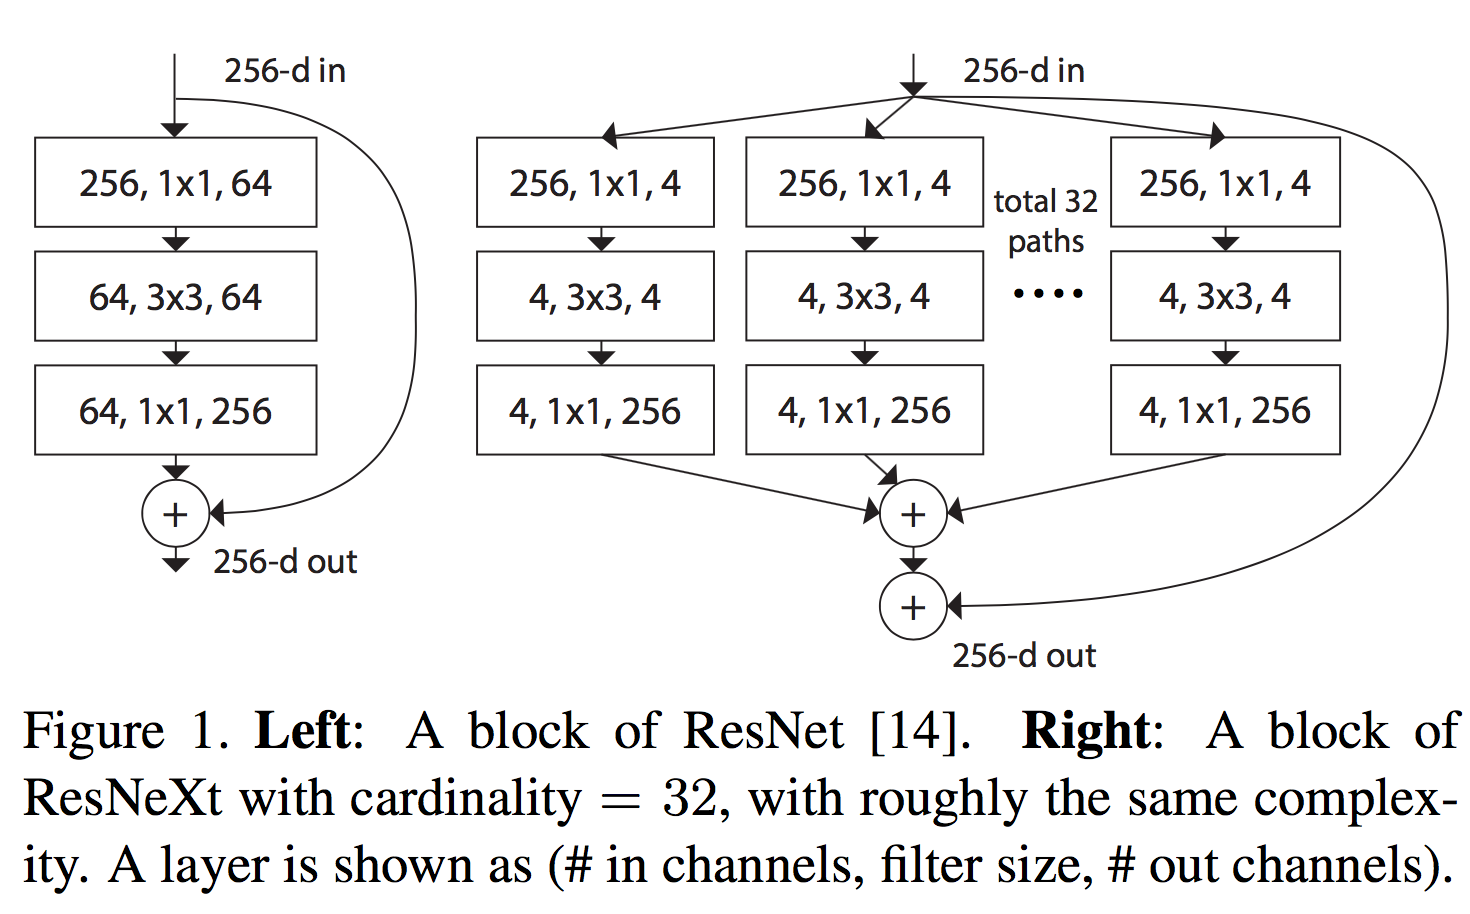 256-d in
256, 1x1, 64
64, 3x3, 64
64, 1x1, 256
+
256-d out
256-d in
256, 1x1, 4
256, 1x1, 4
total 32
paths
256, 1x1, 4
4, 3x3, 4
4, 3x3, 4
....
4, 3x3, 4
4, 1x1, 256
4, 1x1, 256
4, 1x1, 256
+
+
256-d out
Figure 1. Left: A block of ResNet [14]. Right: A block of
ResNeXt with cardinality = 32, with roughly the same complex-
ity. A layer is shown as (# in channels, filter size, # out channels).